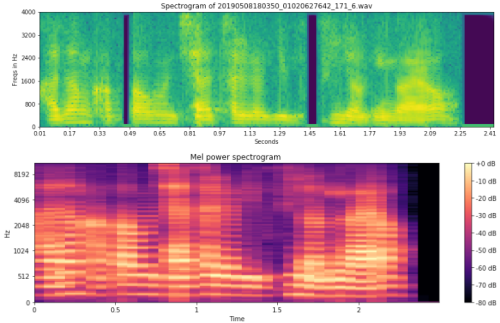 Spectrogram of 20190508180350_01020627642_171_6.wav
4000
3200
2400
1600
800
0
Freqs in Hz
0.01 0.17 0.33 0.49 0.65 0.81 0.97 1.13 1.29 1.45 1.61 1.77 1.93 2.09 2.25 2.41
Seconds
Mel power spectrogram
8192
4096
2048
1024
512
0
Hz
0 0.5 1 1.5 2
Time
+0 dB
-10 dB
-20 dB
-30 dB
-40 dB
-50 dB
-60 dB
-70 dB
-80 dB